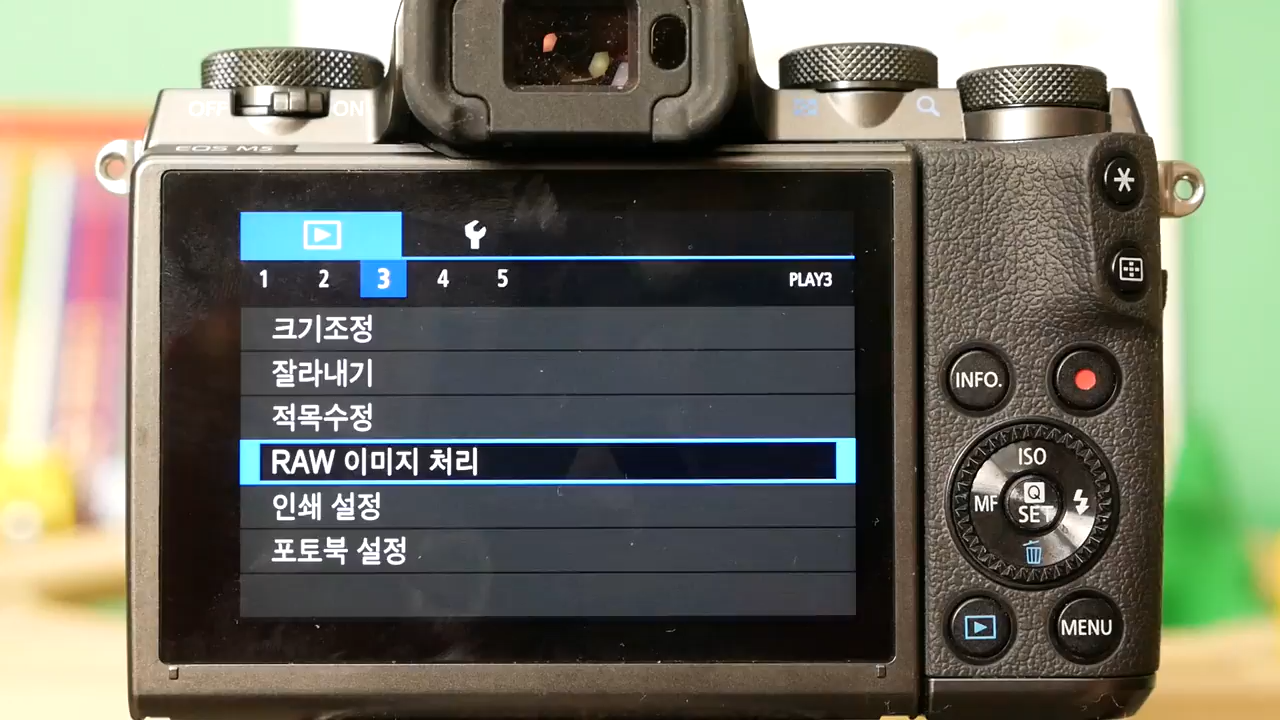 OFF ON
EOS M5
1 2 3 4 5 PLAY3
크기조정
잘라내기
적목수정
RAW 이미지 처리
인쇄 설정
포토북 설정
INFO.
ISO
MF
Q
SET
MENU